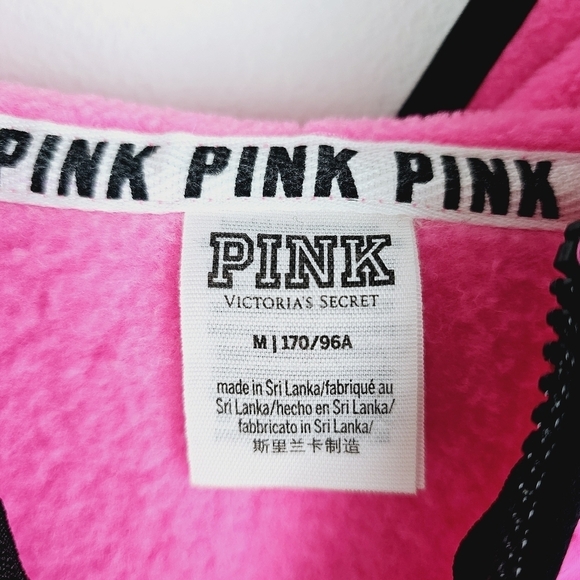 PINK PINK PINK
PINK
VICTORIA'S SECRET
M | 170/96A
made in Sri Lanka/fabriqué au
Sri Lanka/hecho en Sri Lanka/
fabbricato in Sri Lanka/
斯里兰卡制造